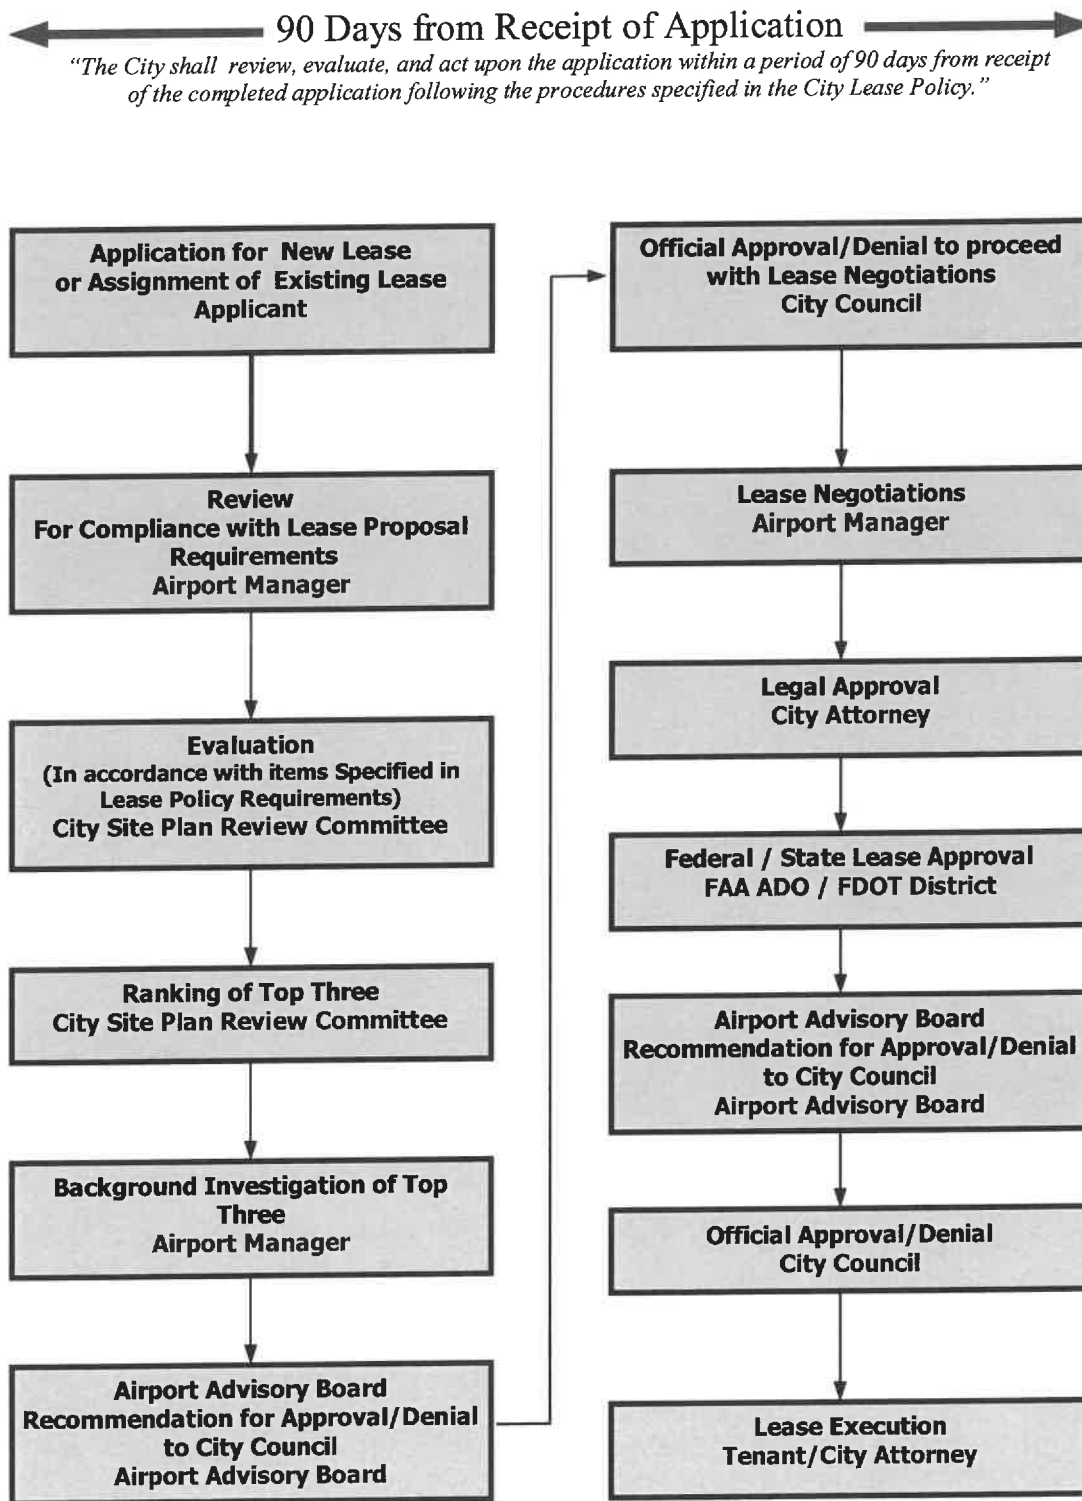 90 Days from Receipt of Application
“The City shall review, evaluate, and act upon the application within a period of 90 days from receipt
of the completed application following the procedures specified in the City Lease Policy.”
Application for New Lease
or Assignment of Existing Lease
Applicant
Review
For Compliance with Lease Proposal
Requirements
Airport Manager
Evaluation
(In accordance with items Specified in
Lease Policy Requirements)
City Site Plan Review Committee
Ranking of Top Three
City Site Plan Review Committee
Background Investigation of Top
Three
Airport Manager
Airport Advisory Board
Recommendation for Approval/Denial
to City Council
Airport Advisory Board
Official Approval/Denial to proceed
with Lease Negotiations
City Council
Lease Negotiations
Airport Manager
Legal Approval
City Attorney
Federal / State Lease Approval
FAA ADO / FDOT District
Airport Advisory Board
Recommendation for Approval/Denial
to City Council
Airport Advisory Board
Official Approval/Denial
City Council
Lease Execution
Tenant/City Attorney